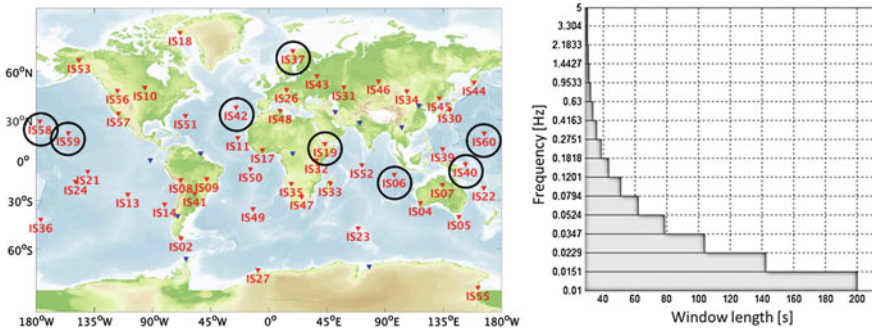 IS18
IS37
IS53
IS43
IS46
IS44
IS56
IS10
IS26
IS31
IS34
IS45
IS58
IS59
IS57
IS51
IS42
IS48
IS30
IS60
IS11
IS17
IS19
IS39
IS32
IS52
IS40
IS21
IS24
IS08
IS09
IS50
IS06
IS13
IS41
IS35
IS33
IS07
IS22
IS14
IS49
IS47
IS04
IS05
IS36
IS02
IS23
IS27
IS55
60°N
30°N
0°
30°S
60°S
180°W
135°W
90°W
45°W
0°
45°E
90°E
135°E
180°W
5
3.304
2.1833
1.4427
0.9533
0.63
0.4163
0.2751
0.1818
0.1201
0.0794
0.0524
0.0347
0.0229
0.0151
0.01
Frequency [Hz]
40 60 80 100 120 140 160 180 200
Window length [s]